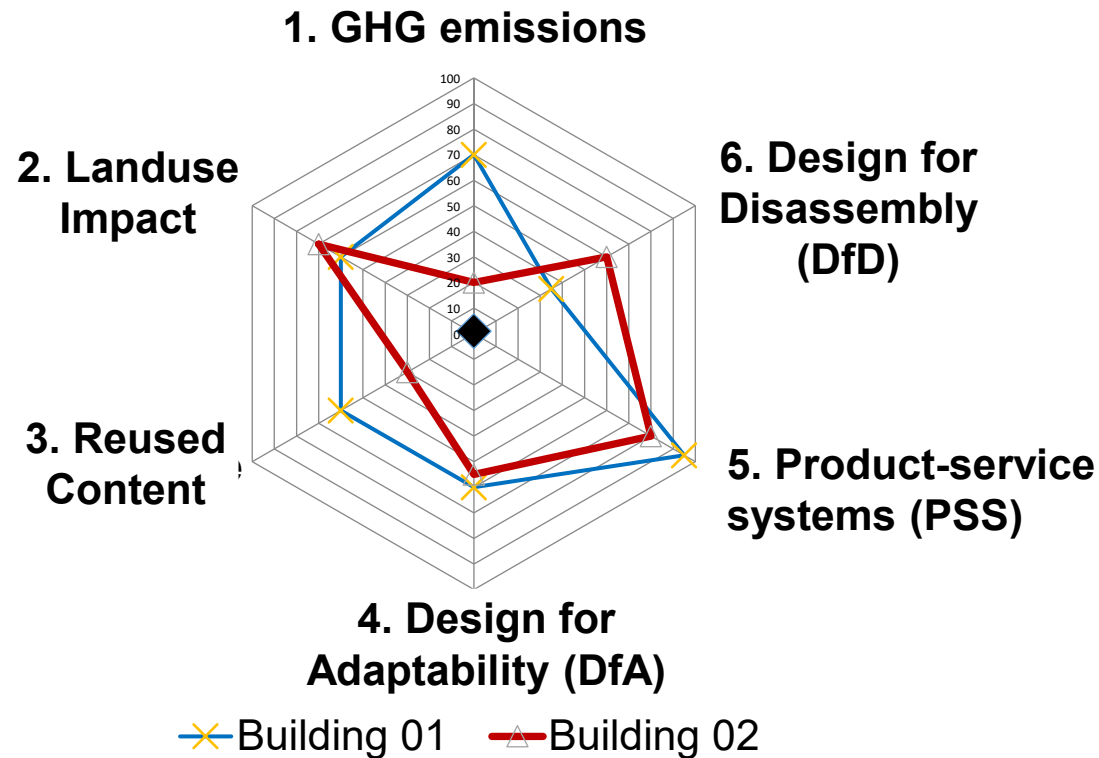 1. GHG emissions
100
90
80
70
60
50
40
30
20
10
0
2. Landuse
Impact
6. Design for
Disassembly
(DfD)
3. Reused
Content
5. Product-service
systems (PSS)
4. Design for
Adaptability (DfA)
Building 01
Building 02